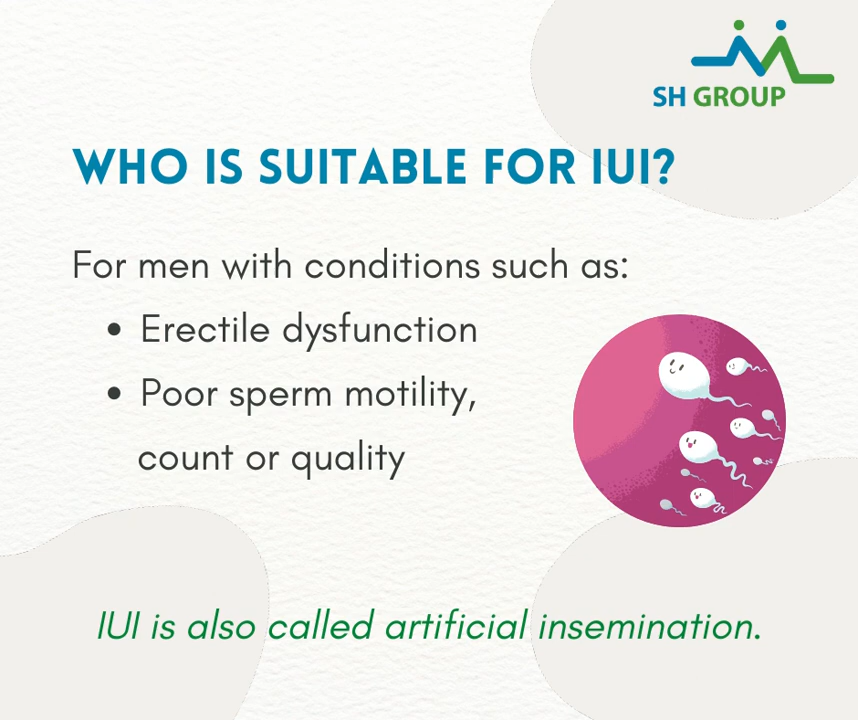 SH GROUP
WHO IS SUITABLE FOR IUI?
For men with conditions such as:
• Erectile dysfunction
• Poor sperm motility,
count or quality
IUI is also called artificial insemination.